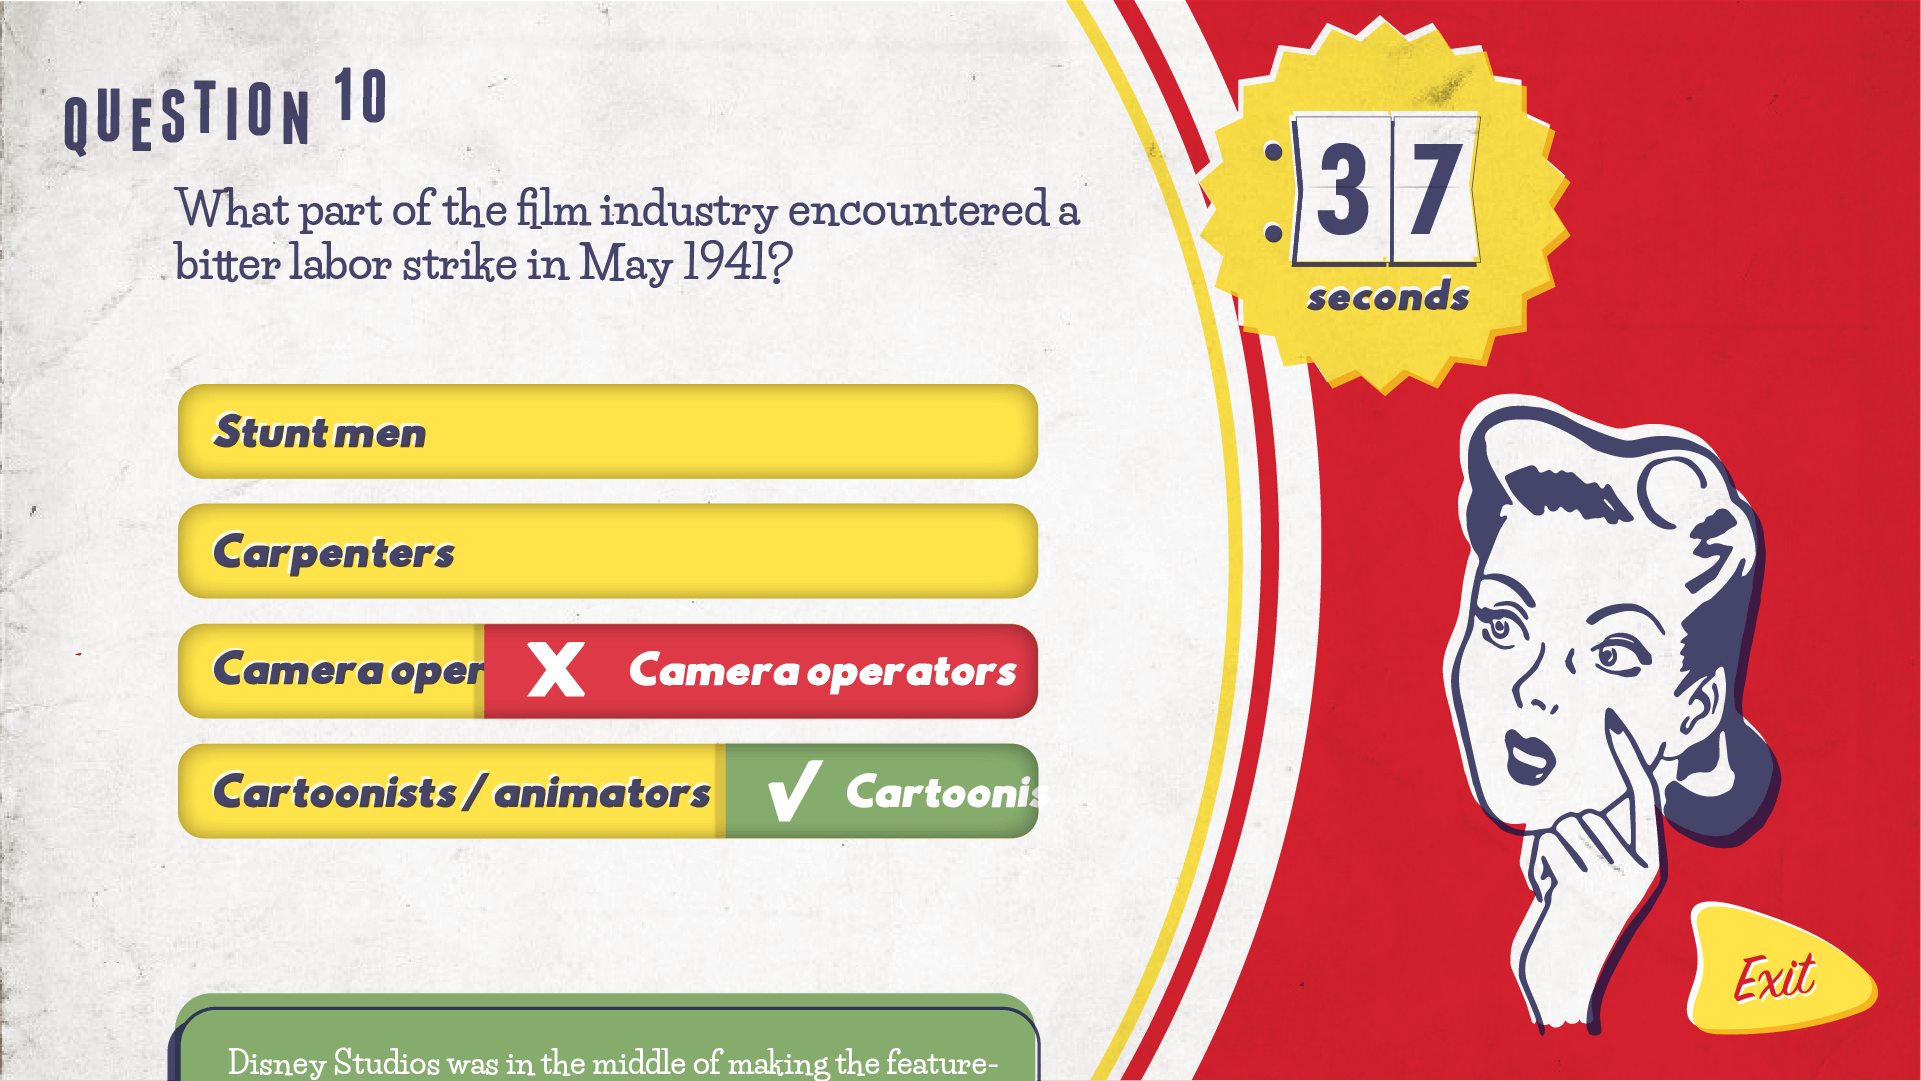 QUESTION 10
37
seconds
What part of the film industry encountered a
bitter labor strike in May 1941?
Stunt men
Carpenters
Camera oper X Camera operators
Cartoonists / animators ✓ Cartoonis
Disney Studios was in the middle of making the feature-
Exit